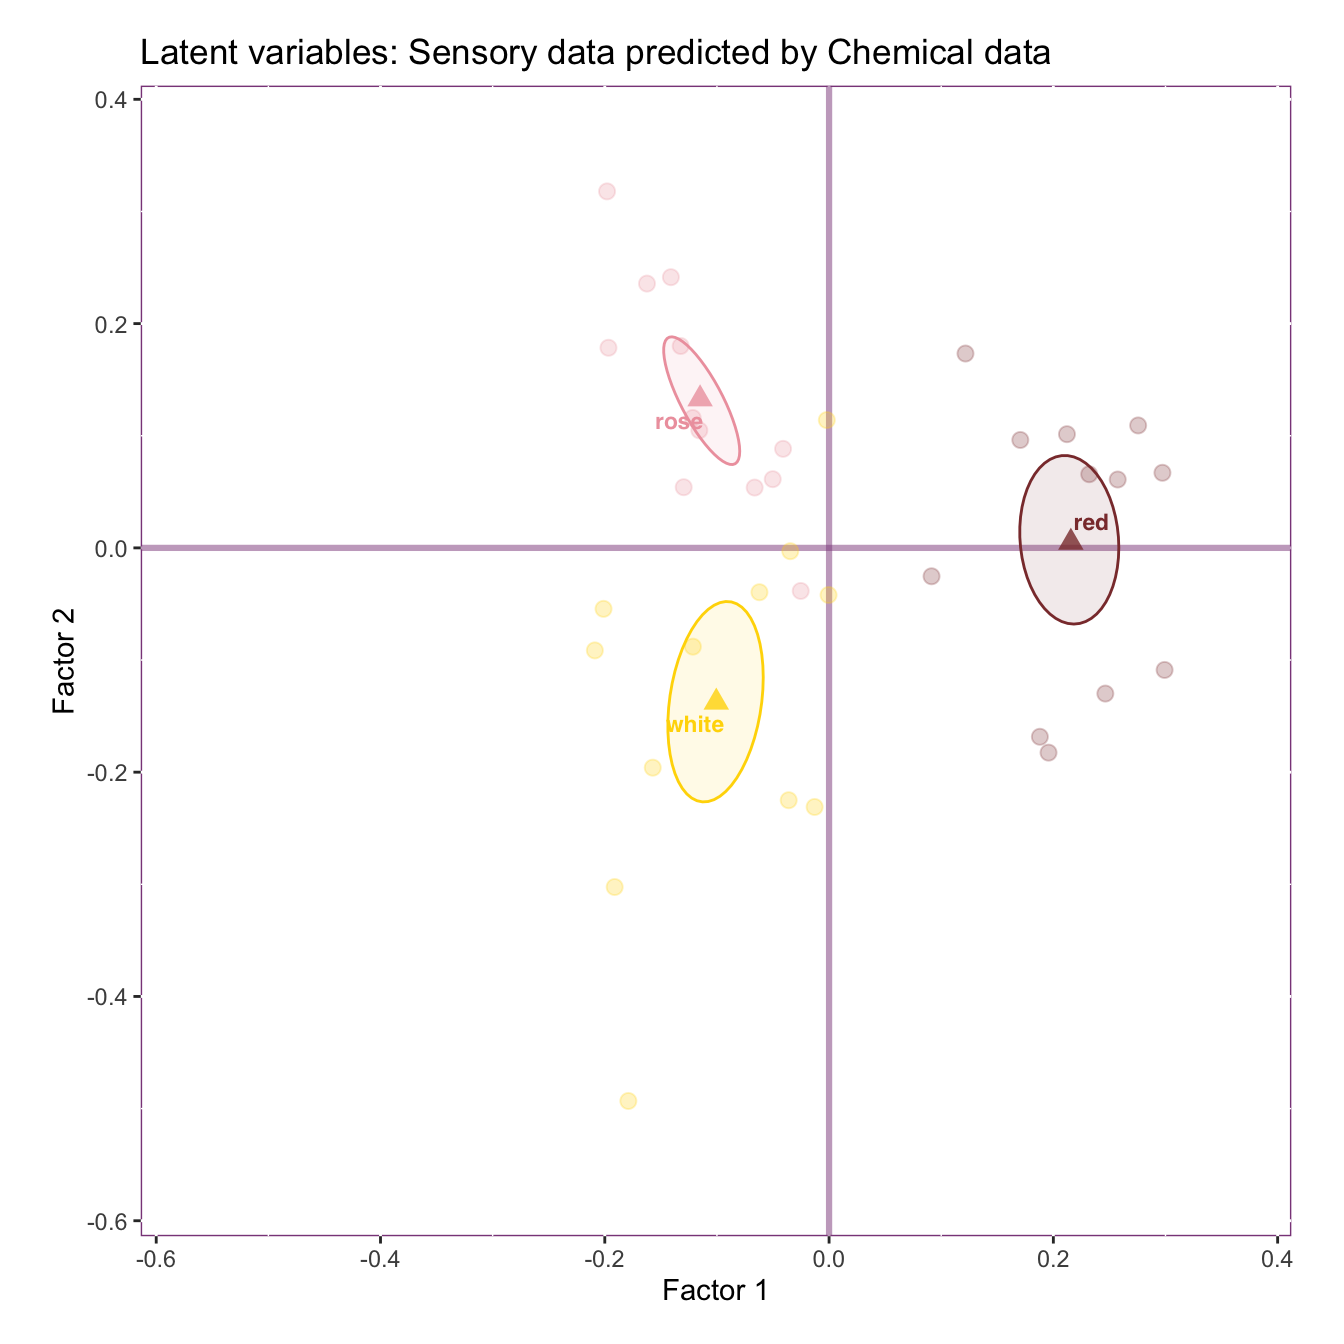 Latent variables: Sensory data predicted by Chemical data
0.4
0.2
0.0
-0.2
-0.4
-0.6
Factor 2
rose
red
white
-0.6 -0.4 -0.2 0.0 0.2 0.4
Factor 1